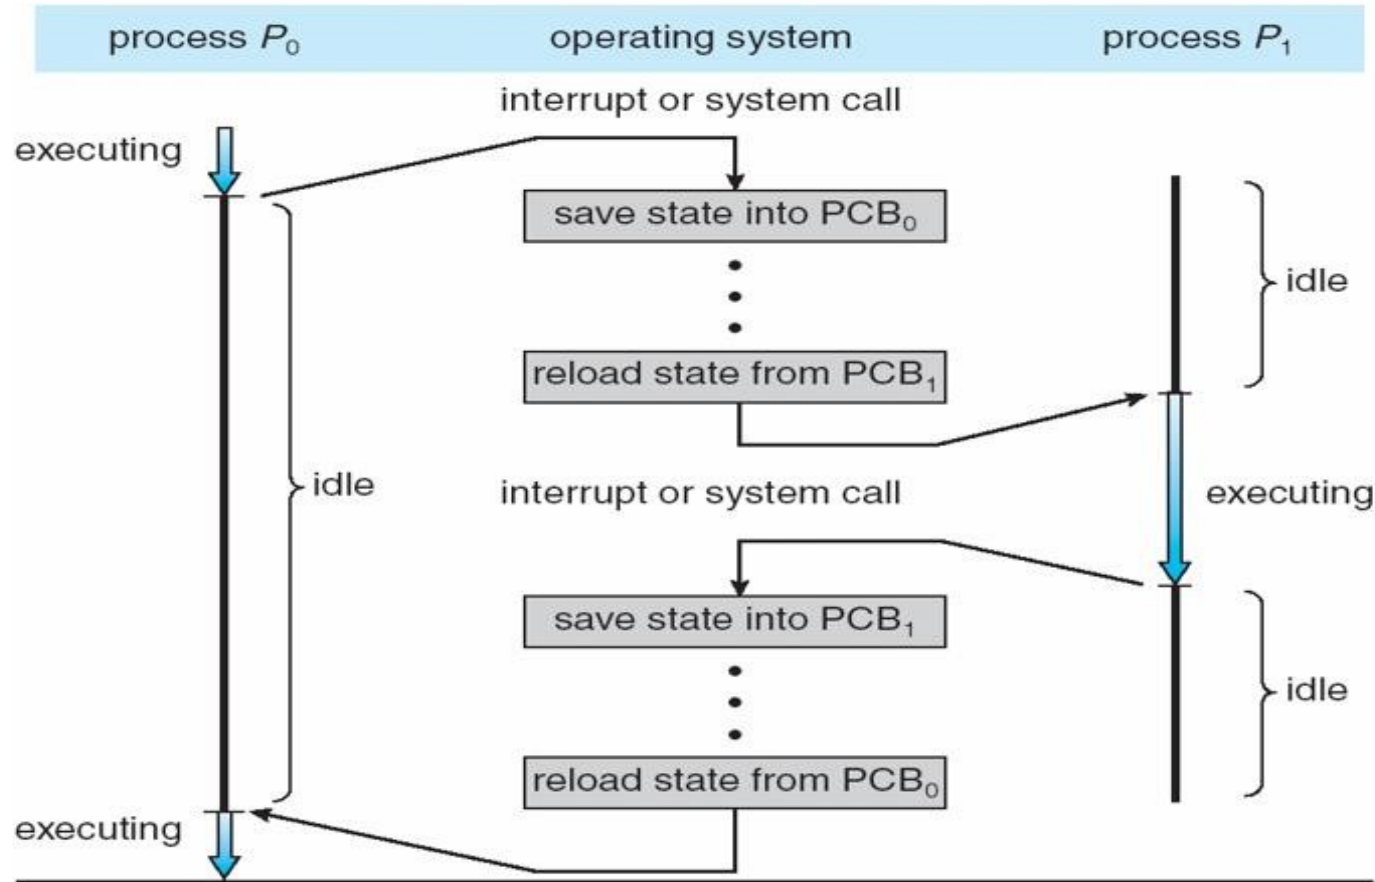 process P₀ operating system process P₁
interrupt or system call
executing
save state into PCB₀
idle
reload state from PCB₁
idle
interrupt or system call
executing
save state into PCB₁
idle
reload state from PCB₀
executing